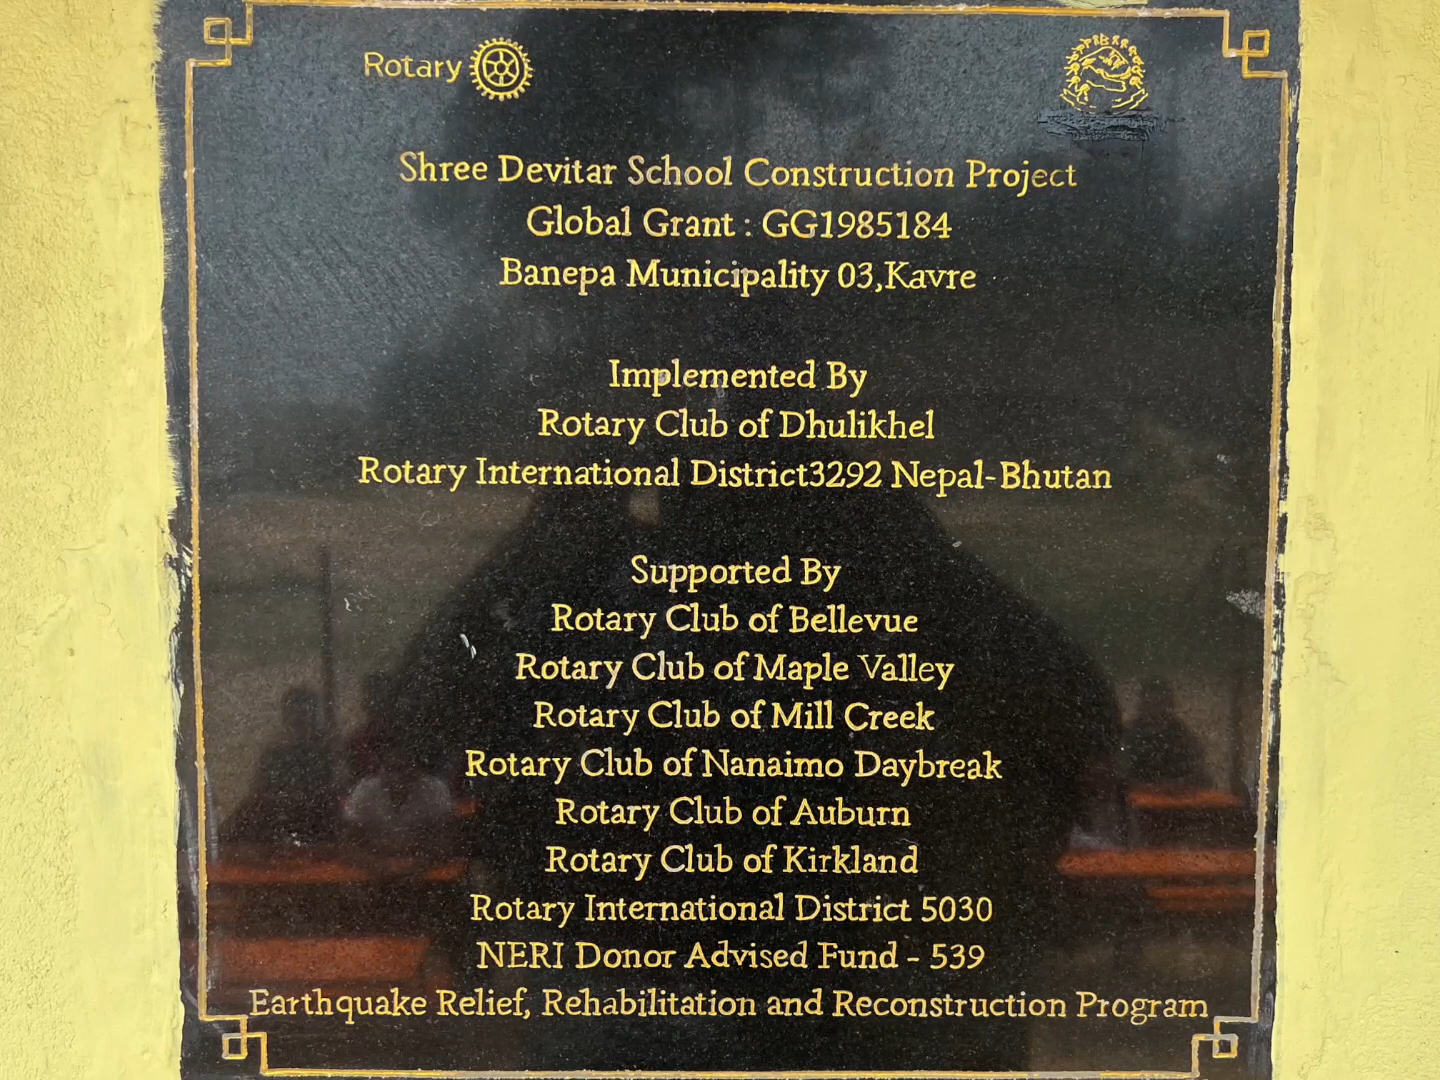 Rotary
Shree Devitar School Construction Project
Global Grant : GG1985184
Banepa Municipality 03,Kavre
Implemented By
Rotary Club of Dhulikhel
Rotary International District3292 Nepal-Bhutan
Supported By
Rotary Club of Bellevue
Rotary Club of Maple Valley
Rotary Club of Mill Creek
Rotary Club of Nanaimo Daybreak
Rotary Club of Auburn
Rotary Club of Kirkland
Rotary International District 5030
NERI Donor Advised Fund - 539
Earthquake Relief, Rehabilitation and Reconstruction Program